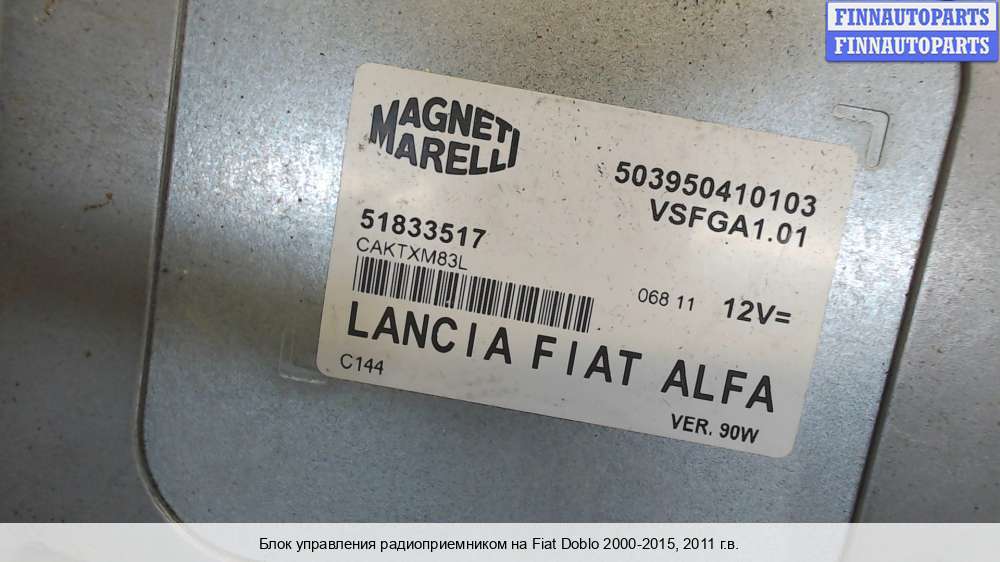 FINNAUTOPARTS
FINNAUTOPARTS
MAGNETI
MARELLI
503950410103
VSFGA1.01
51833517
CAKTXM83L
068 11 12V=
LANCIA FIAT ALFA
C144
VER. 90W
Блок управления радиоприемником на Fiat Doblo 2000-2015, 2011 г.в.